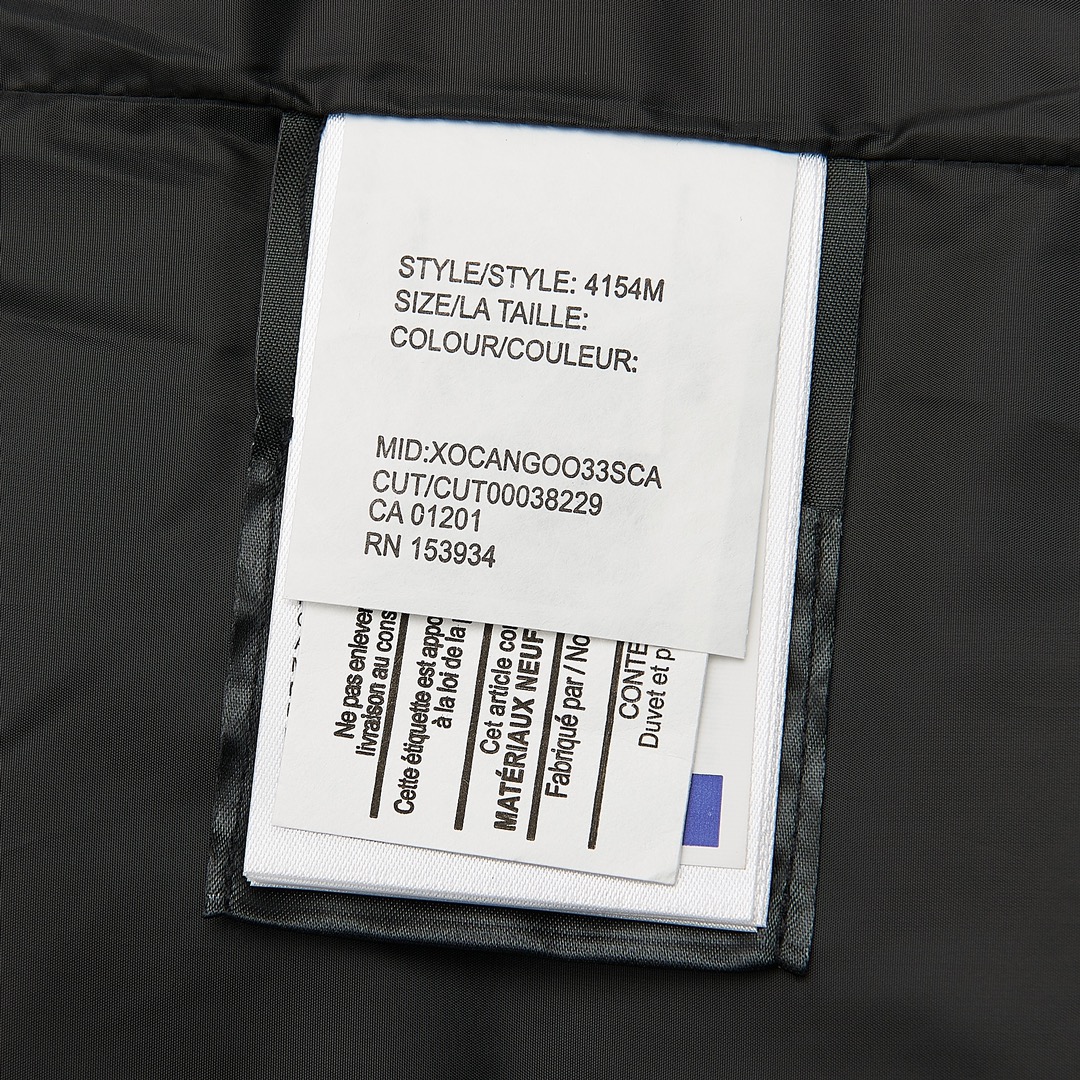 STYLE/STYLE: 4154M
SIZE/LA TAILLE:
COLOUR/COULEUR:
MID:XOCANGOO33SCA
CUT/CUT00038229
CA 01201
RN 153934
Ne pas enlever
livraison au cons
Cette étiquette est appo
à la loi de la
Cet article co
MATÉRIAUX NEUF
Fabriqué par / No
CONTE
Duvet et p